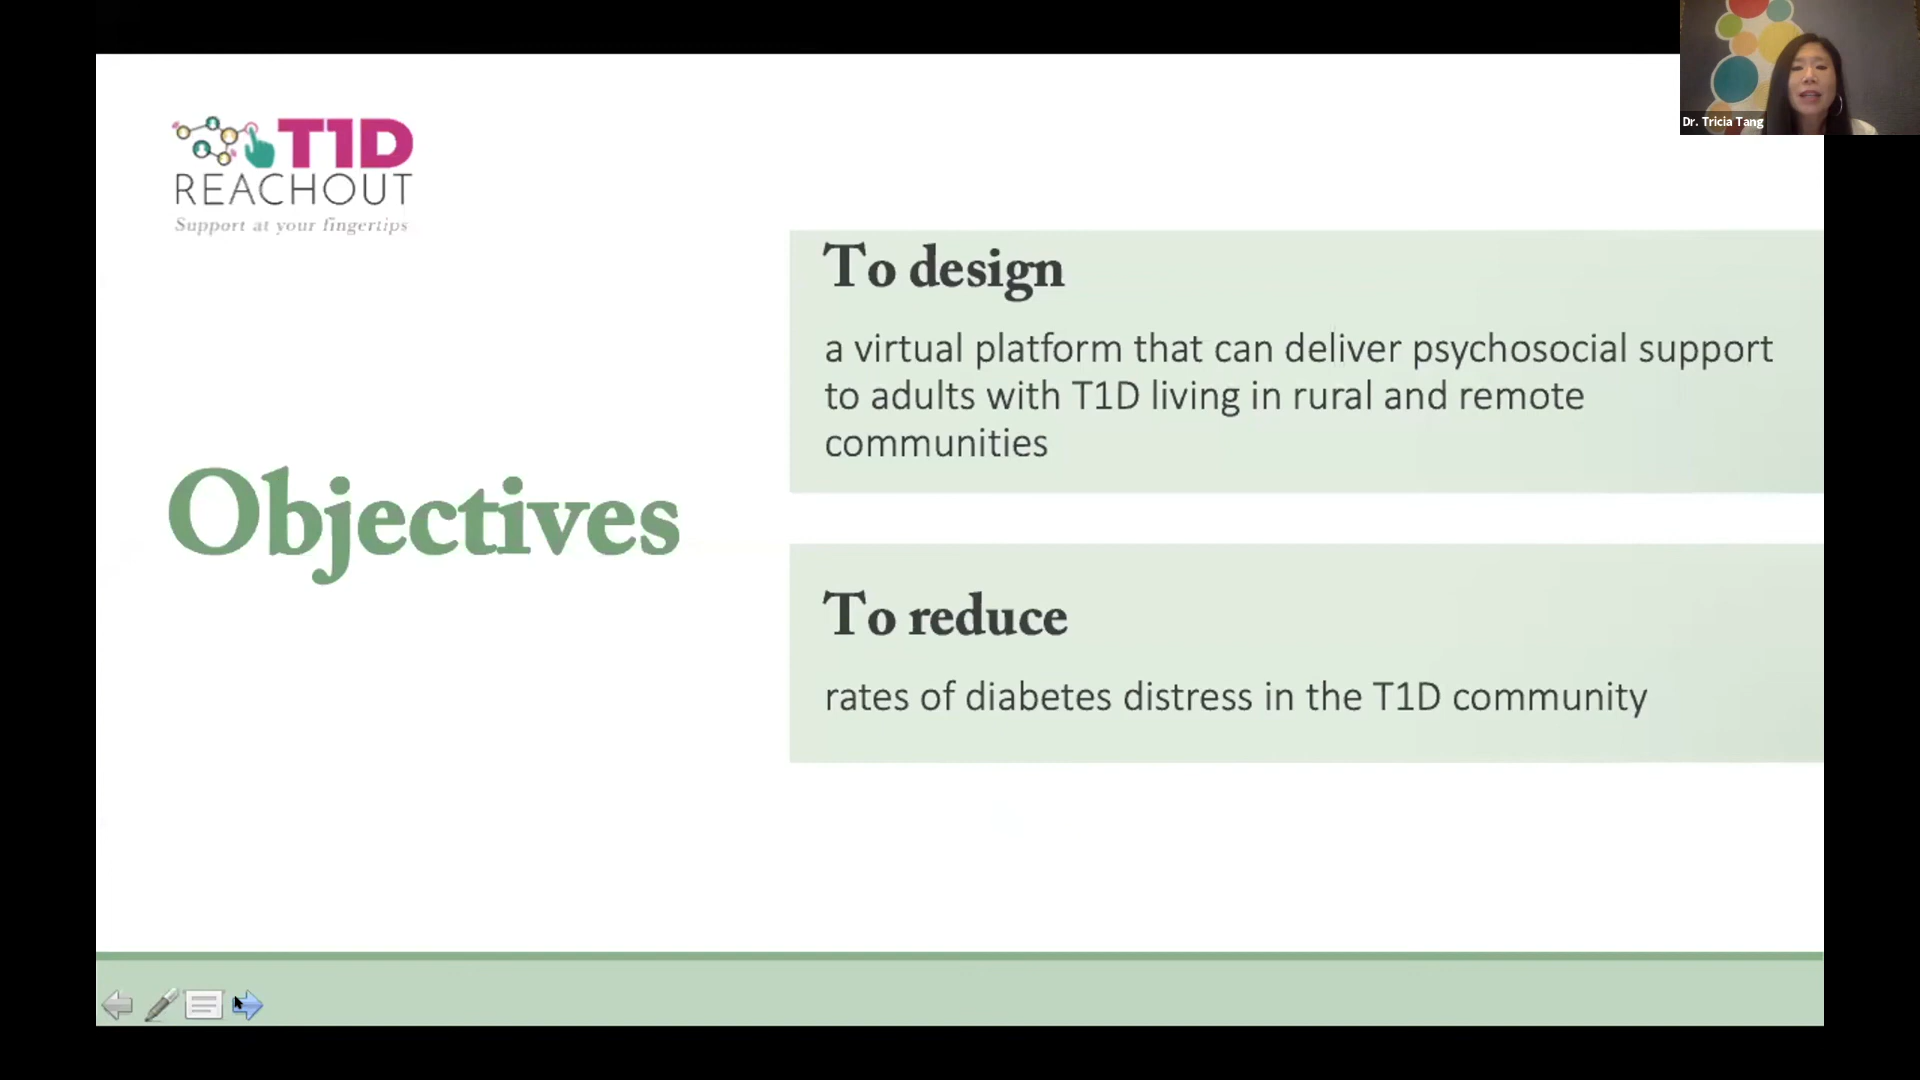 Dr. Tricia Tang
T1D
REACHOUT
Support at your fingertips
Objectives
To design
a virtual platform that can deliver psychosocial support
to adults with T1D living in rural and remote
communities
To reduce
rates of diabetes distress in the T1D community